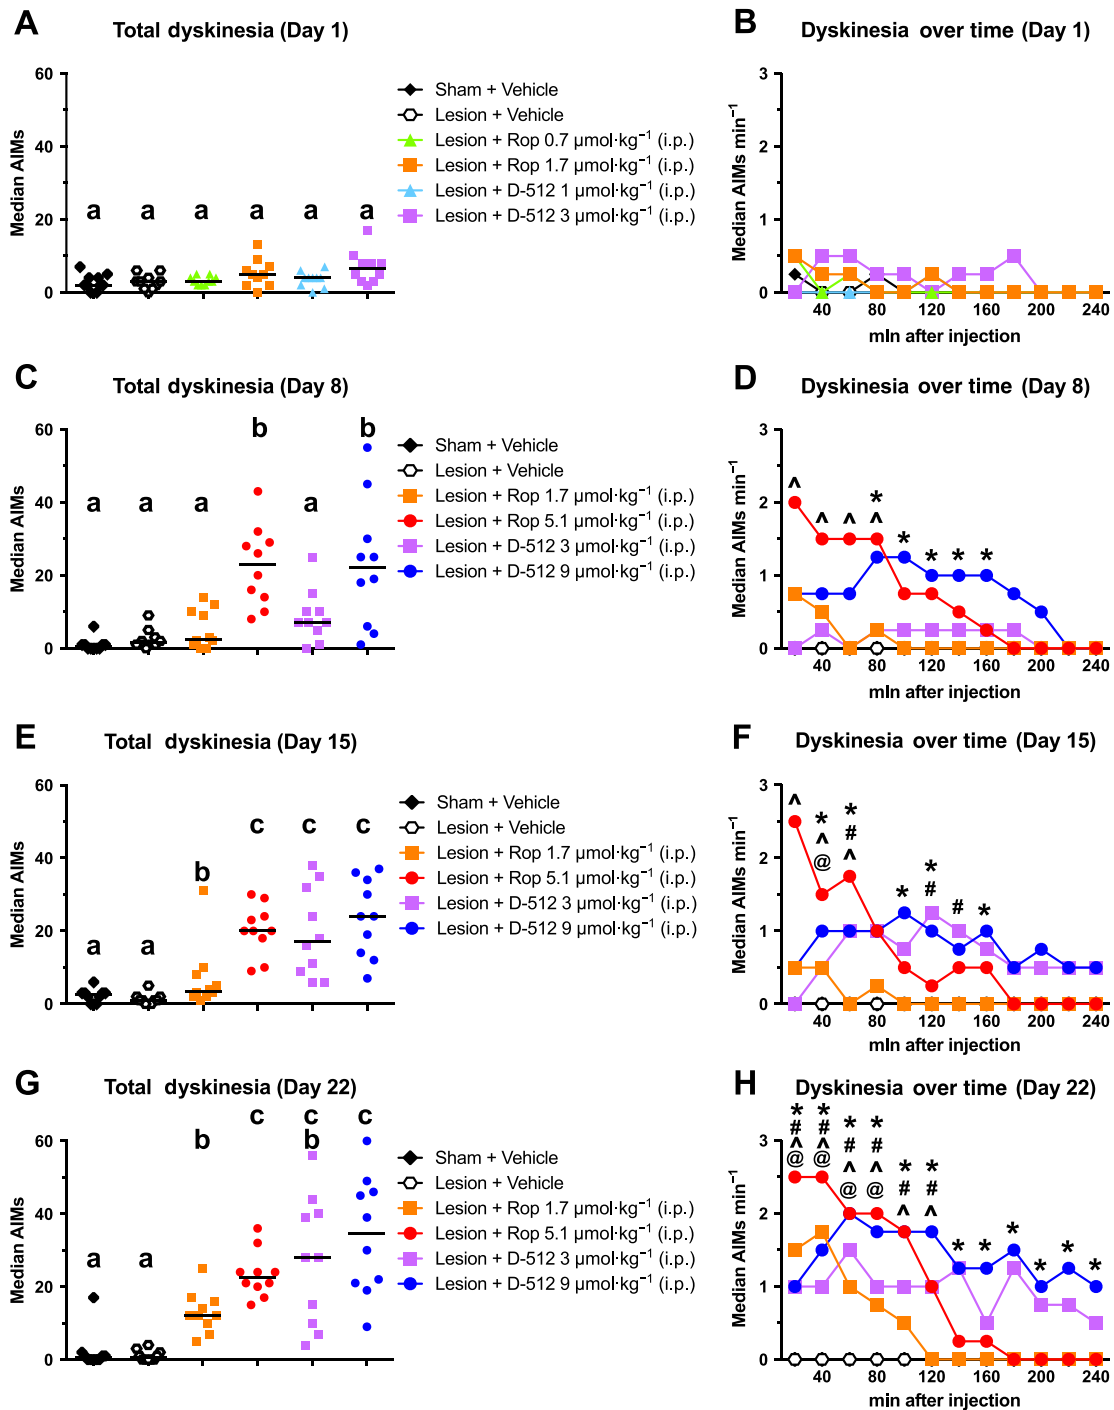 A Total dyskinesia (Day 1)
Median AIMs
60
40
20
0
a a a a a a
Sham + Vehicle
Lesion + Vehicle
Lesion + Rop 0.7 µmol·kg⁻¹ (i.p.)
Lesion + Rop 1.7 µmol·kg⁻¹ (i.p.)
Lesion + D-512 1 µmol·kg⁻¹ (i.p.)
Lesion + D-512 3 µmol·kg⁻¹ (i.p.)
B Dyskinesia over time (Day 1)
Median AIMs min⁻¹
3
2
1
0
40 80 120 160 200 240
mIn after injection
C Total dyskinesia (Day 8)
Median AIMs
60
40
20
0
b b
a a a a
Sham + Vehicle
Lesion + Vehicle
Lesion + Rop 1.7 µmol·kg⁻¹ (i.p.)
Lesion + Rop 5.1 µmol·kg⁻¹ (i.p.)
Lesion + D-512 3 µmol·kg⁻¹ (i.p.)
Lesion + D-512 9 µmol·kg⁻¹ (i.p.)
D Dyskinesia over time (Day 8)
Median AIMs min⁻¹
3
2
1
0
^ *
^ ^ ^ * * * *
40 80 120 160 200 240
mIn after injection
E Total dyskinesia (Day 15)
Median AIMs
60
40
20
0
c c c
b
a a
Sham + Vehicle
Lesion + Vehicle
Lesion + Rop 1.7 µmol·kg⁻¹ (i.p.)
Lesion + Rop 5.1 µmol·kg⁻¹ (i.p.)
Lesion + D-512 3 µmol·kg⁻¹ (i.p.)
Lesion + D-512 9 µmol·kg⁻¹ (i.p.)
F Dyskinesia over time (Day 15)
Median AIMs min⁻¹
3
2
1
0
^ * *
^ #
@ ^
* * # # *
40 80 120 160 200 240
mIn after injection
G Total dyskinesia (Day 22)
Median AIMs
60
40
20
0
c c c
b b
a a
Sham + Vehicle
Lesion + Vehicle
Lesion + Rop 1.7 µmol·kg⁻¹ (i.p.)
Lesion + Rop 5.1 µmol·kg⁻¹ (i.p.)
Lesion + D-512 3 µmol·kg⁻¹ (i.p.)
Lesion + D-512 9 µmol·kg⁻¹ (i.p.)
H Dyskinesia over time (Day 22)
Median AIMs min⁻¹
3
2
1
0
* * * * * *
# # # # # #
^ ^ ^ ^ ^ ^
@ @ @ @
* * * * * *
40 80 120 160 200 240
min after injection